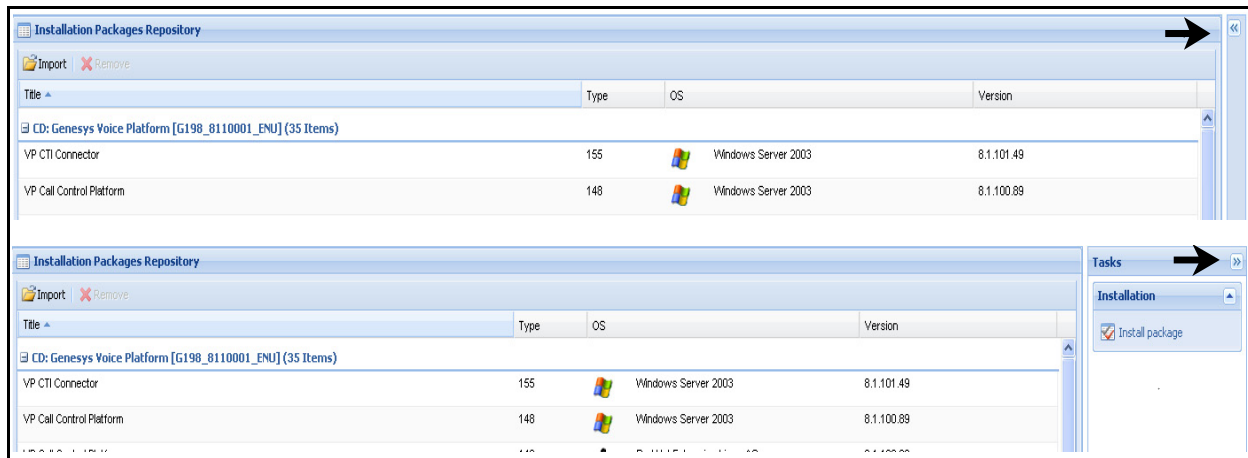 Installation Packages Repository «
Import Remove
Title Type OS Version
CD: Genesys Voice Platform [G198_8110001_ENU] (35 Items)
VP CTI Connector 155 Windows Server 2003 8.1.101.49
VP Call Control Platform 148 Windows Server 2003 8.1.100.89
Installation Packages Repository Tasks »
Import Remove Installation
Title Type OS Version Install package
CD: Genesys Voice Platform [G198_8110001_ENU] (35 Items)
VP CTI Connector 155 Windows Server 2003 8.1.101.49
VP Call Control Platform 148 Windows Server 2003 8.1.100.89